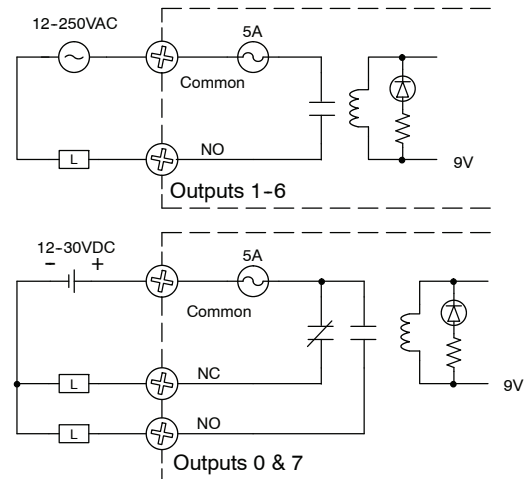 12-250VAC
5A
Common
L
NO
9V
Outputs 1-6
12-30VDC
- +
5A
Common
L
NC
9V
L
NO
Outputs 0 & 7